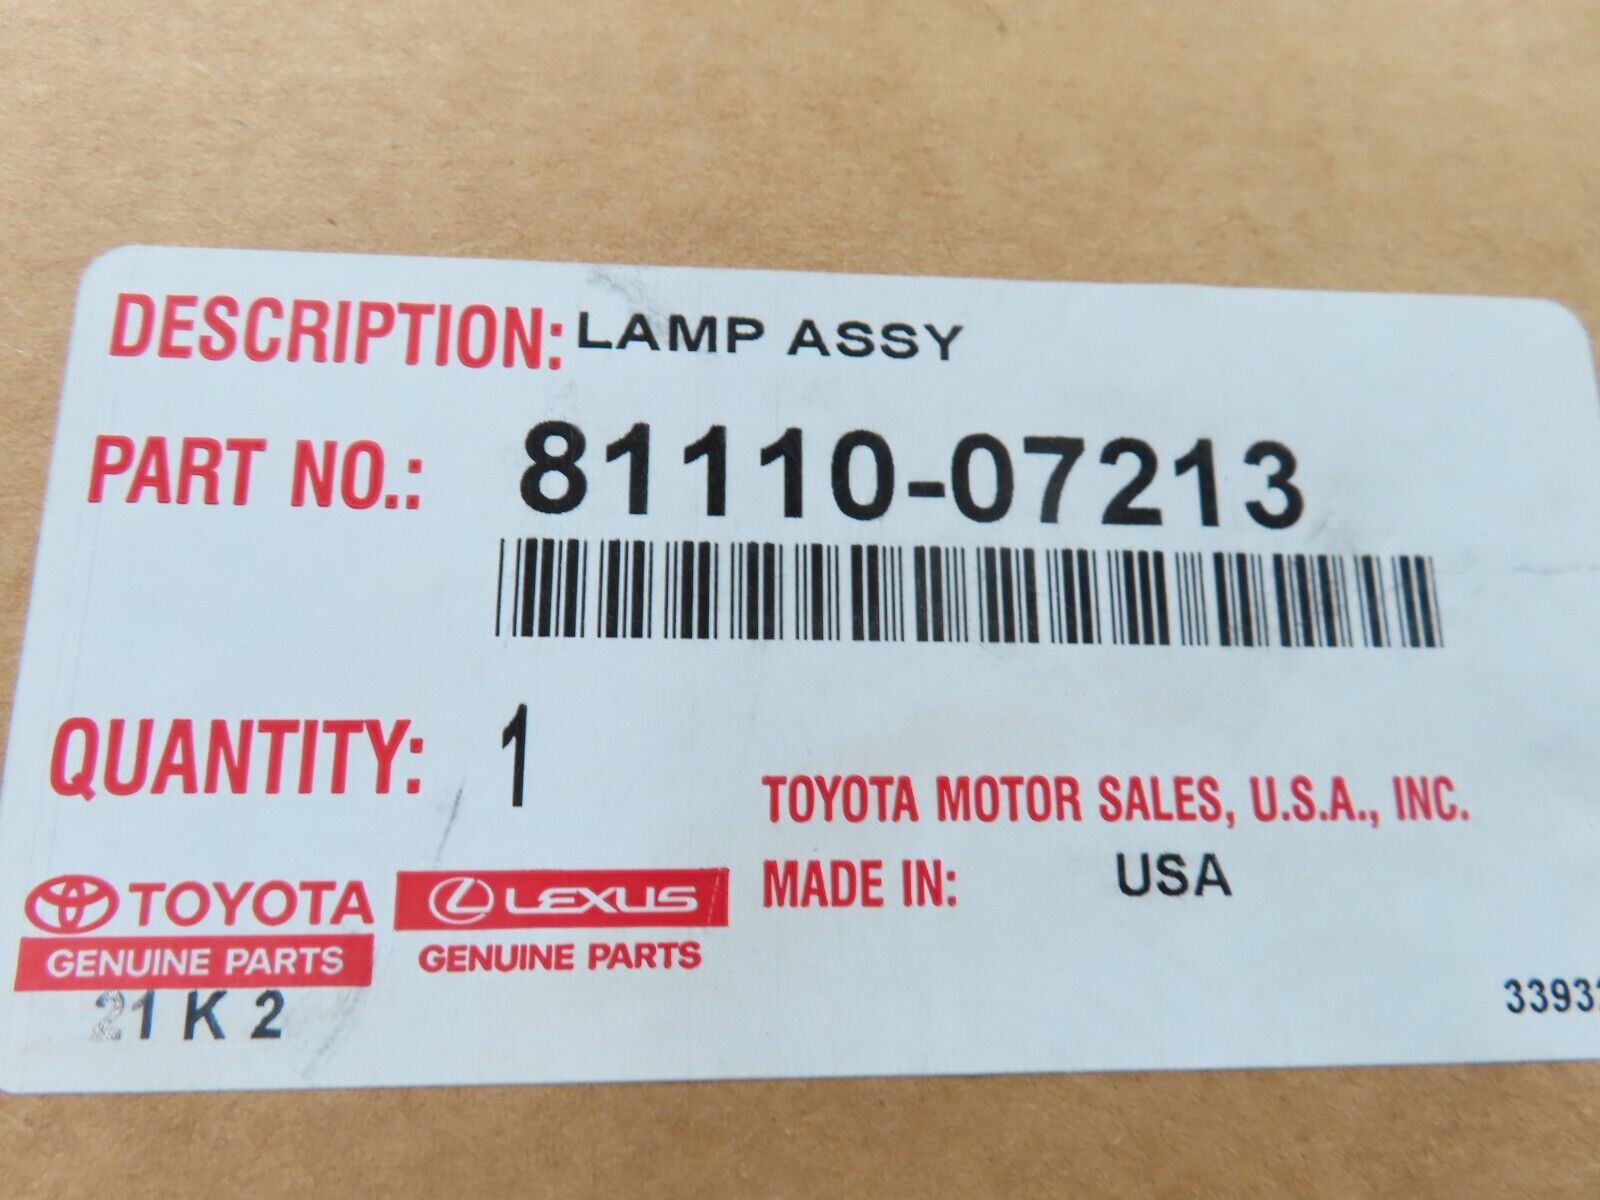 DESCRIPTION: LAMP ASSY
PART NO.: 81110-07213
QUANTITY: 1
TOYOTA MOTOR SALES, U.S.A., INC.
MADE IN: USA
TOYOTA
GENUINE PARTS
LEXUS
GENUINE PARTS
21 K 2